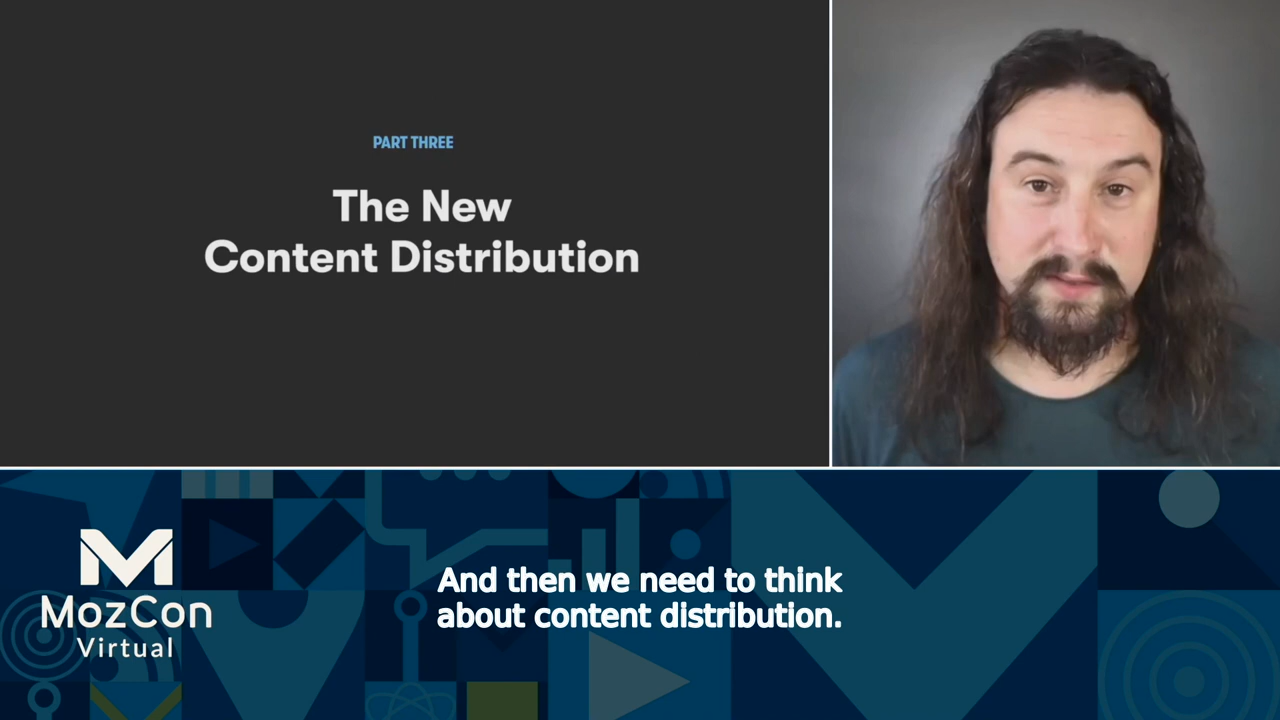 PART THREE
The New
Content Distribution
MozCon
Virtual
And then we need to think
about content distribution.